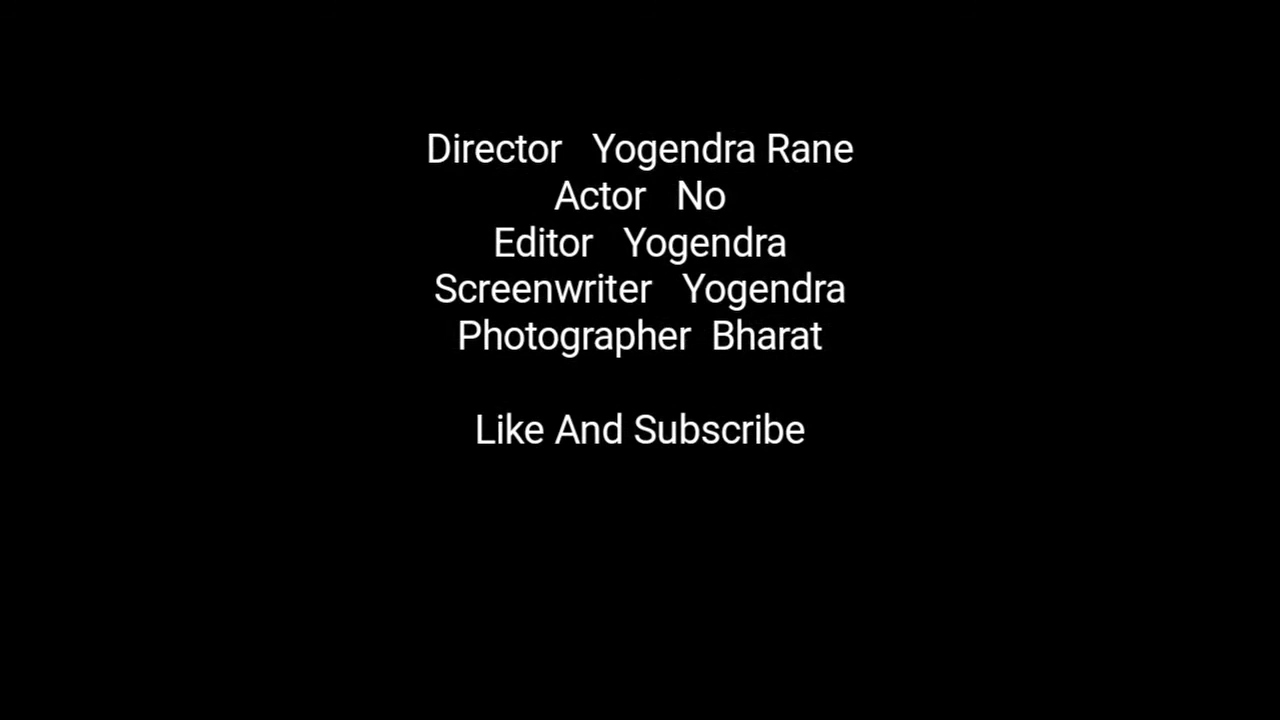 Director Yogendra Rane
Actor No
Editor Yogendra
Screenwriter Yogendra
Photographer Bharat
Like And Subscribe